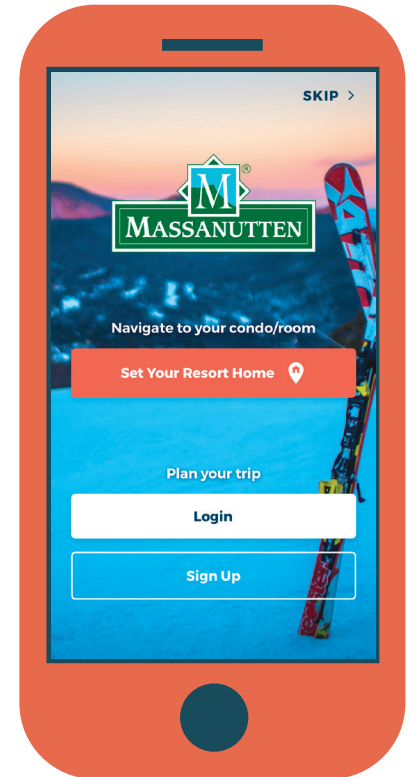 SKIP >
M®
MASSANUTTEN
Navigate to your condo/room
Set Your Resort Home
Plan your trip
Login
Sign Up